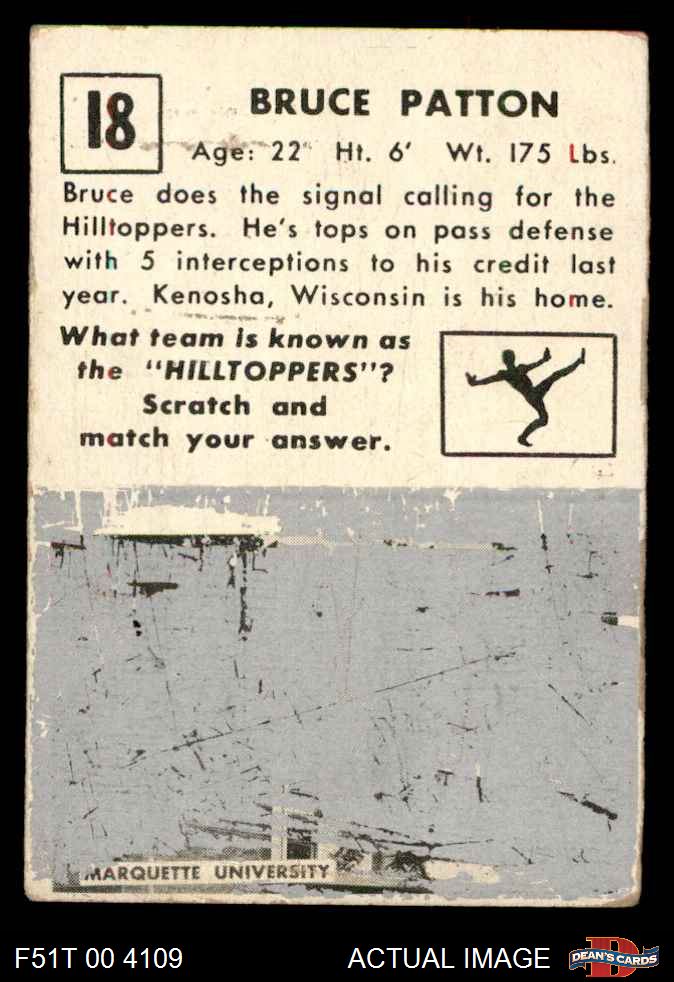 18
BRUCE PATTON
Age: 22 Ht. 6' Wt. 175 Lbs.
Bruce does the signal calling for the
Hilltoppers. He's tops on pass defense
with 5 interceptions to his credit last
year. Kenosha, Wisconsin is his home.
What team is known as
the "HILLTOPPERS"?
Scratch and
match your answer.
MARQUETTE UNIVERSITY
F51T 00 4109
ACTUAL IMAGE
D
DEAN'S CARDS